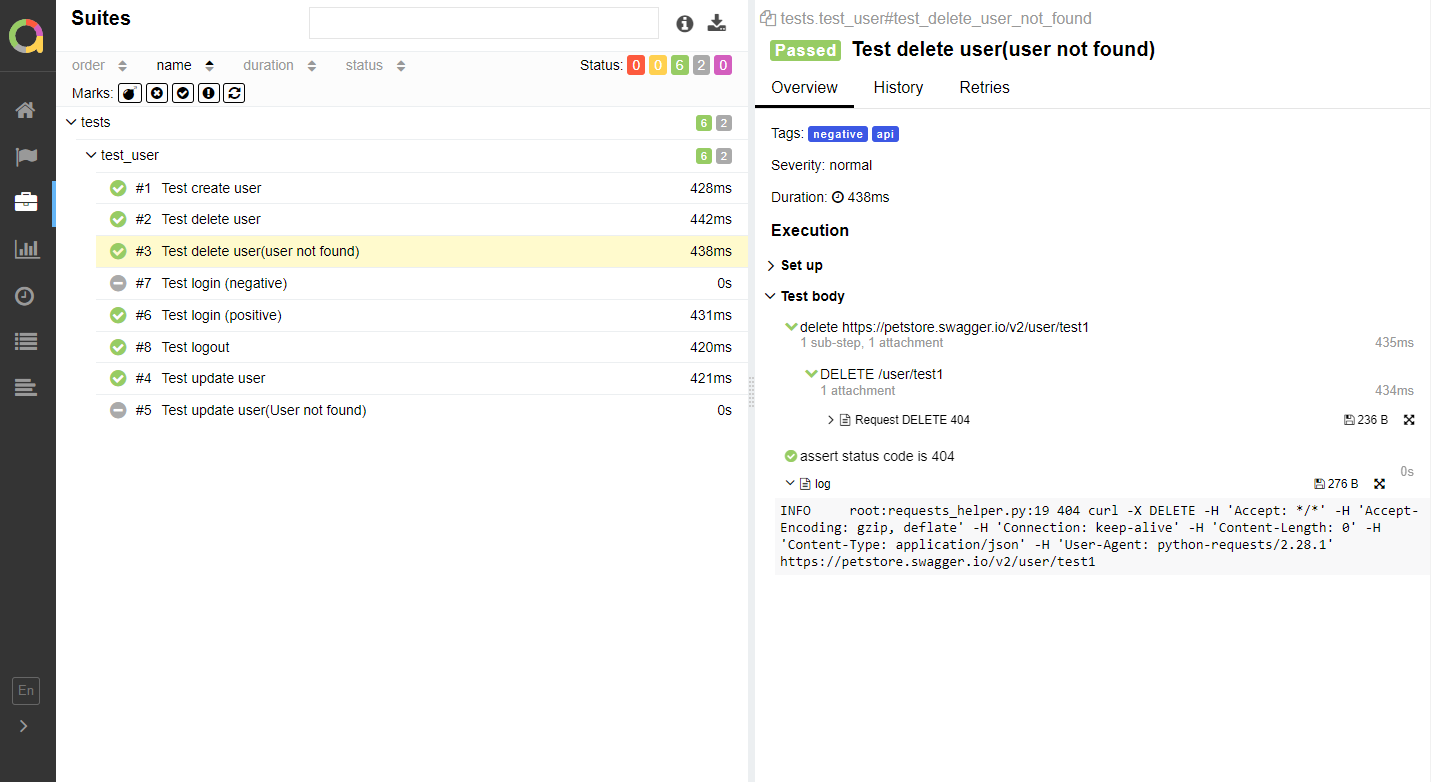 Suites
order name duration status Status: 0 0 6 2 0
Marks:
tests 6 2
test_user 6 2
#1 Test create user 428ms
#2 Test delete user 442ms
#3 Test delete user(user not found) 438ms
#7 Test login (negative) 0s
#6 Test login (positive) 431ms
#8 Test logout 420ms
#4 Test update user 421ms
#5 Test update user(User not found) 0s
En
tests.test_user#test_delete_user_not_found
Passed Test delete user(user not found)
Overview History Retries
Tags: negative api
Severity: normal
Duration: 438ms
Execution
Set up
Test body
delete https://petstore.swagger.io/v2/user/test1
1 sub-step, 1 attachment 435ms
DELETE /user/test1
1 attachment 434ms
Request DELETE 404 236 B
assert status code is 404
0s
log 276 B
INFO root:requests_helper.py:19 404 curl -X DELETE -H 'Accept: */*' -H 'Accept-
Encoding: gzip, deflate' -H 'Connection: keep-alive' -H 'Content-Length: 0' -H
'Content-Type: application/json' -H 'User-Agent: python-requests/2.28.1'
https://petstore.swagger.io/v2/user/test1